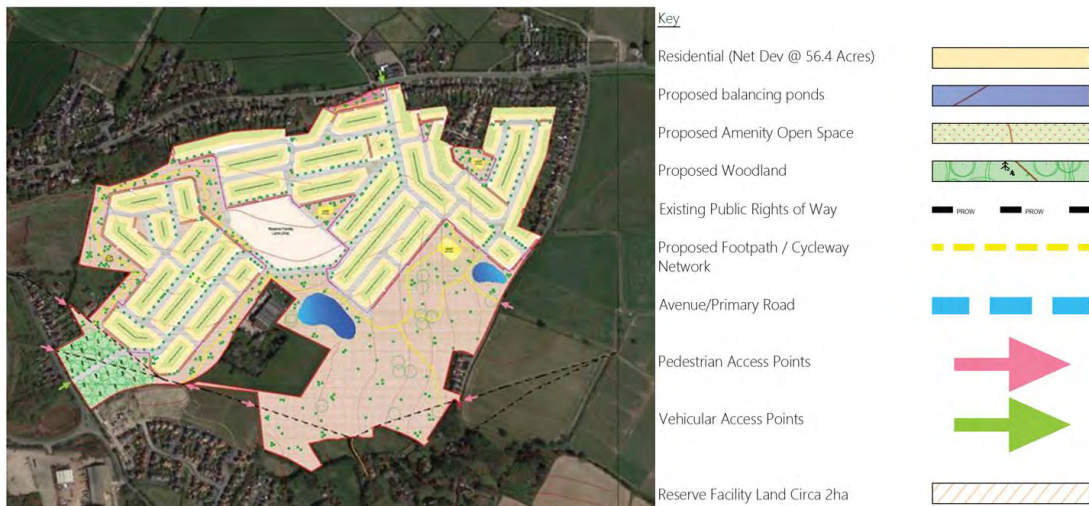 Key
Residential (Net Dev @ 56.4 Acres)
Proposed balancing ponds
Proposed Amenity Open Space
Proposed Woodland
Existing Public Rights of Way
PROW PROW
Proposed Footpath / Cycleway
Network
Avenue/Primary Road
Pedestrian Access Points
Vehicular Access Points
Reserve Facility Land Circa 2ha
Reserve Facility